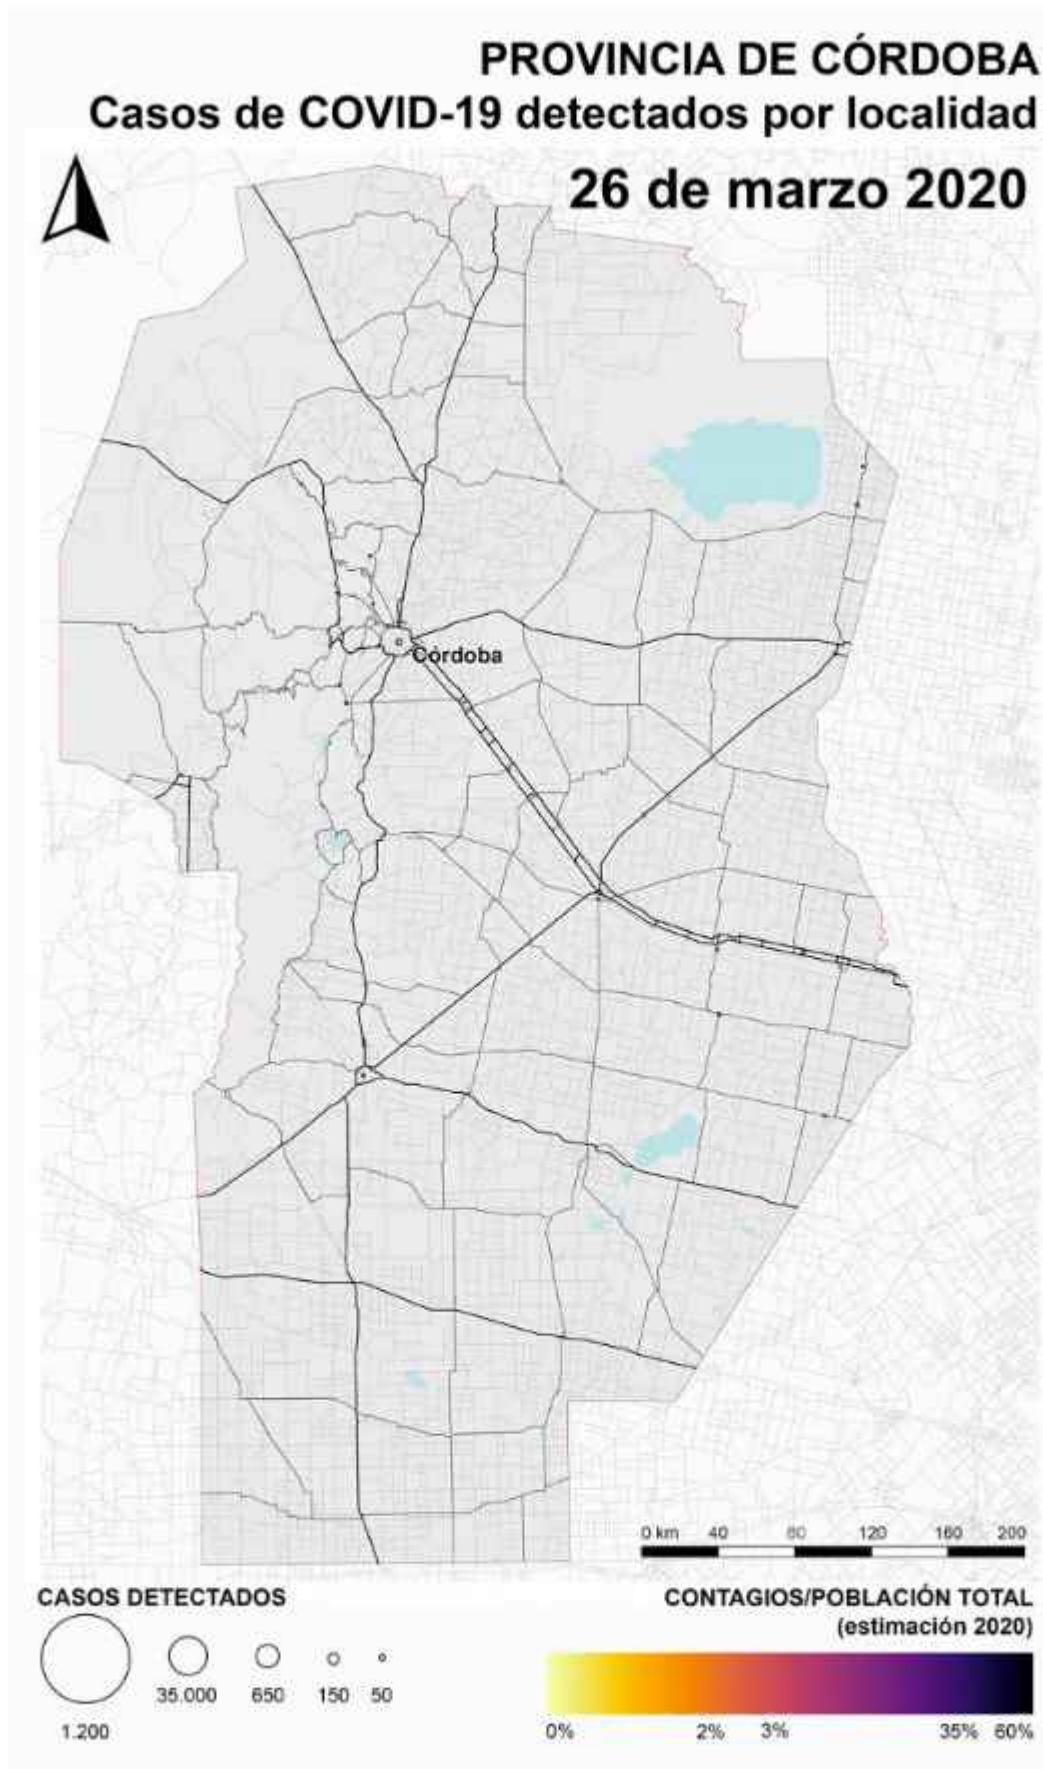 PROVINCIA DE CÓRDOBA
Casos de COVID-19 detectados por localidad
26 de marzo 2020
Córdoba
0 km 40 80 120 160 200
CASOS DETECTADOS
35.000 650 150 50
1.200
CONTAGIOS/POBLACIÓN TOTAL
(estimación 2020)
0% 2% 3% 35% 60%